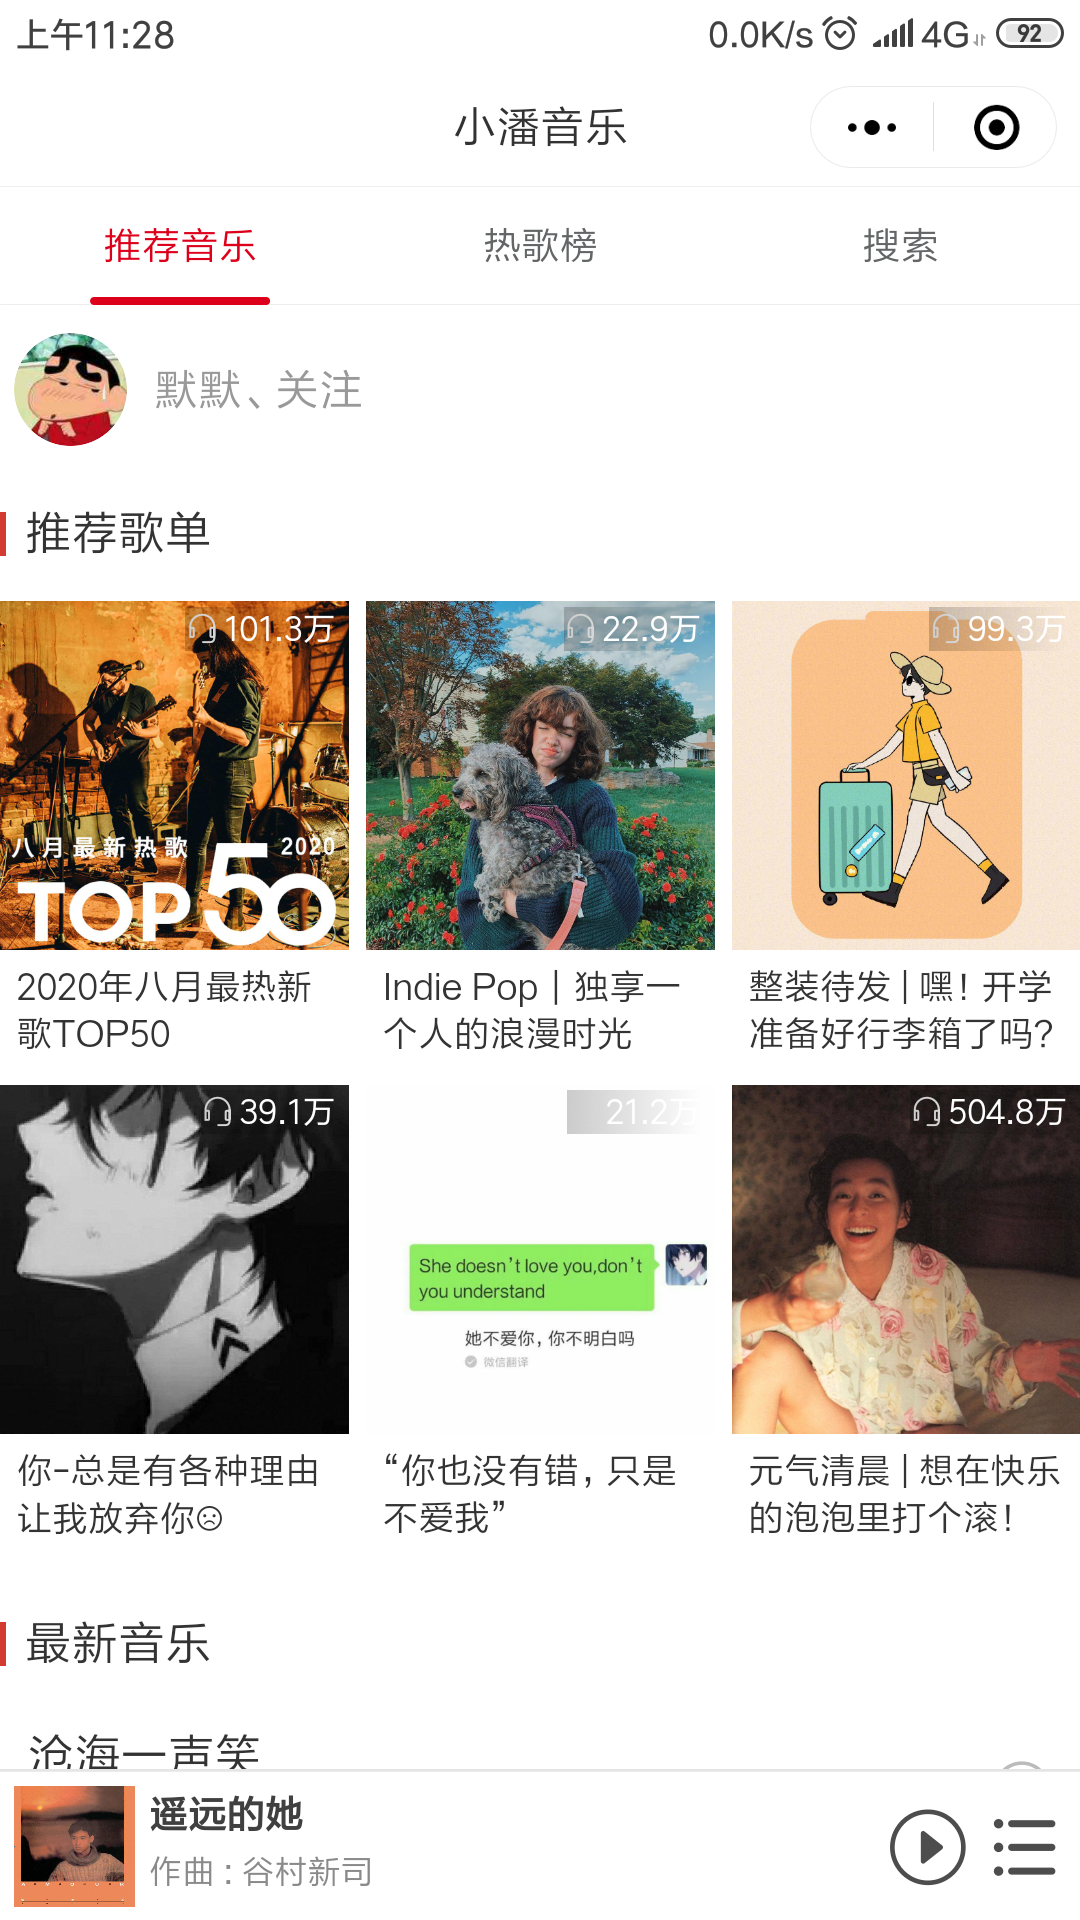 上午11:28
0.0K/s 4G 92
小潘音乐
推荐音乐
热歌榜
搜索
默默、关注
推荐歌单
101.3万
八月最新热歌 2020
TOP50
22.9万
99.3万
2020年八月最热新
歌TOP50
Indie Pop｜独享一
个人的浪漫时光
整装待发 | 嘿！开学
准备好行李箱了吗?
39.1万
21.2万
She doesn't love you,don't
you understand
她不爱你，你不明白吗
微信翻译
504.8万
你-总是有各种理由
让我放弃你☹
“你也没有错，只是
不爱我”
元气清晨 | 想在快乐
的泡泡里打个滚！
最新音乐
沧海一声笑
遥远的她
作曲 : 谷村新司